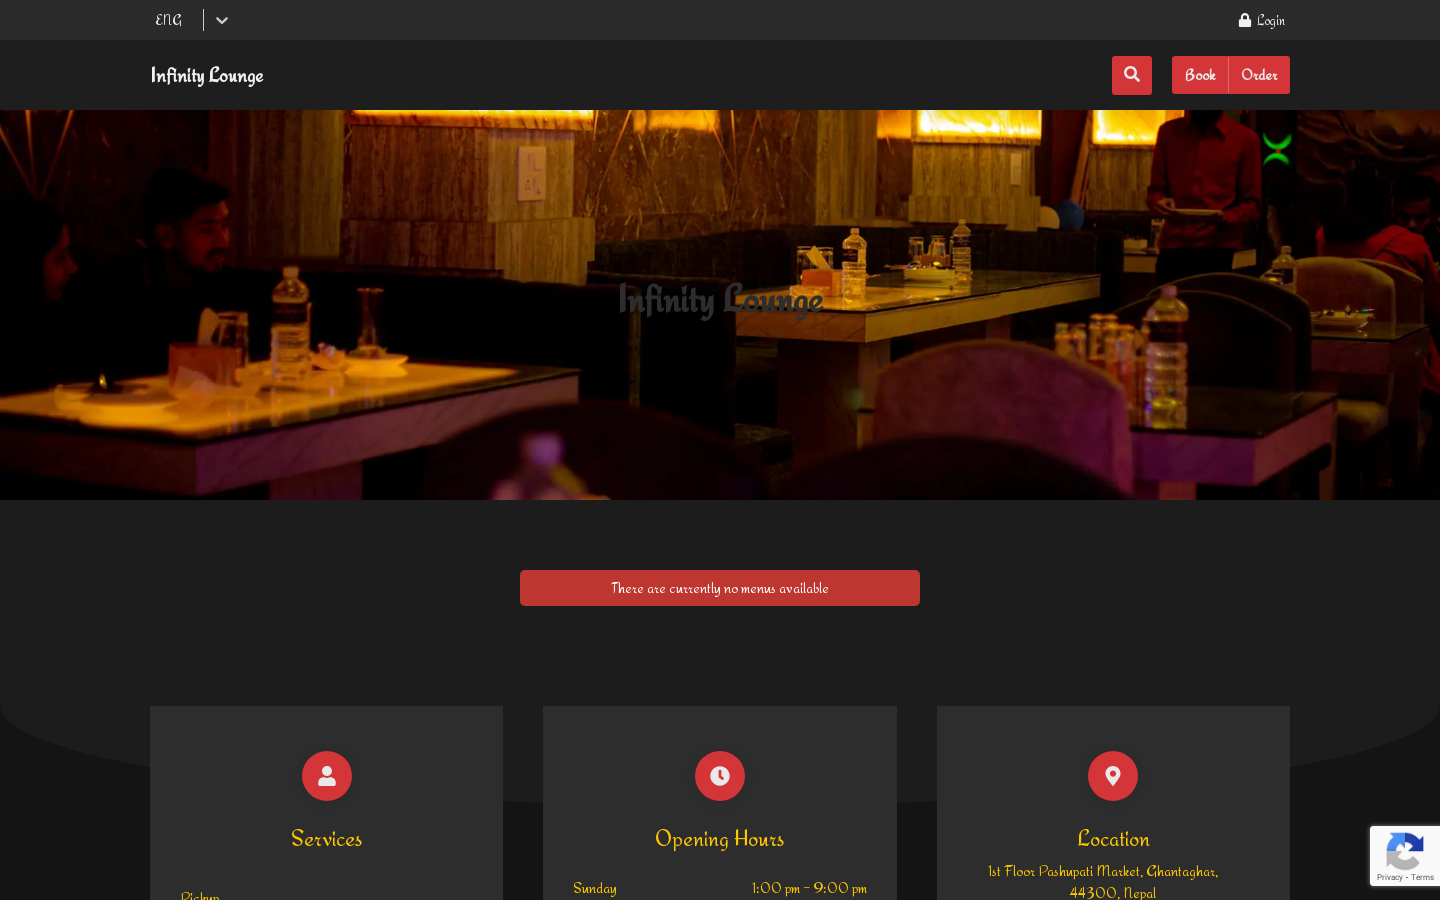 ENG
Login
Infinity Lounge
Book
Order
Infinity Lounge
There are currently no menus available
Services
Opening Hours
Location
1st Floor Pashupati Market, Ghantaghar,
44300, Nepal
Sunday
1:00 pm - 9:00 pm
Pickup
Privacy - Terms